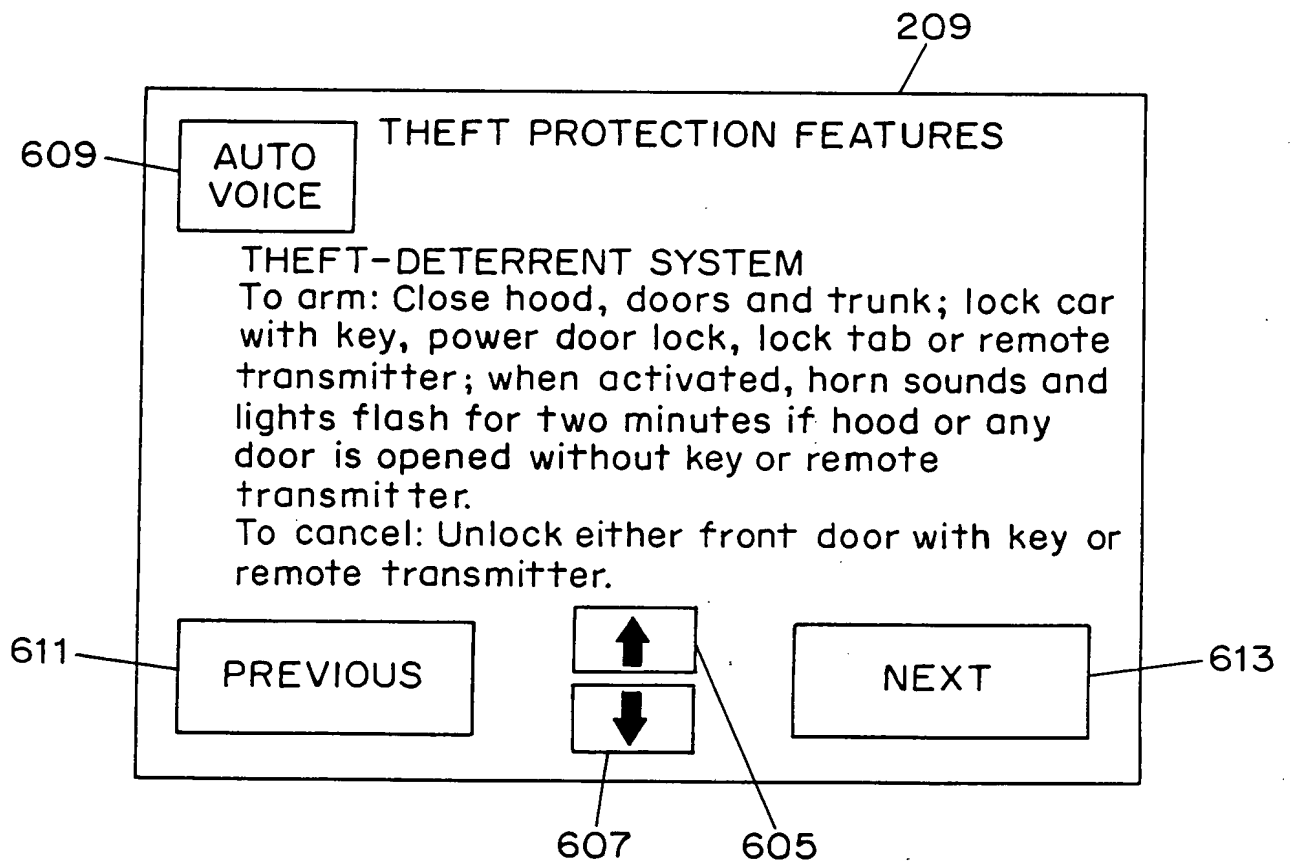 209
THEFT PROTECTION FEATURES
609
AUTO
VOICE
THEFT-DETERRENT SYSTEM
To arm: Close hood, doors and trunk; lock car
with key, power door lock, lock tab or remote
transmitter; when activated, horn sounds and
lights flash for two minutes if hood or any
door is opened without key or remote
transmitter.
To cancel: Unlock either front door with key or
remote transmitter.
611
PREVIOUS
NEXT
613
607
605